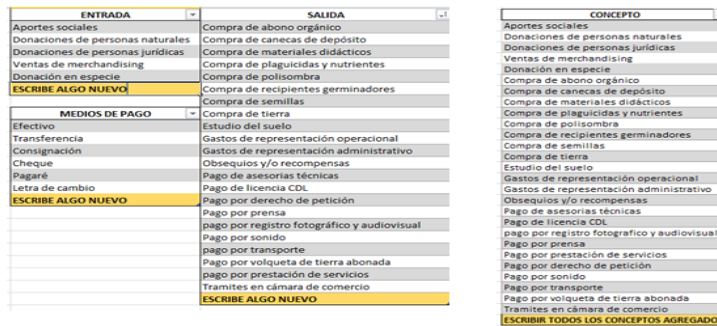 ENTRADA
Aportes sociales
Donaciones de personas naturales
Donaciones de personas jurídicas
Ventas de merchandising
Donación en especie
ESCRIBE ALGO NUEVO
MEDIOS DE PAGO
Efectivo
Transferencia
Consignación
Cheque
Pagaré
Letra de cambio
ESCRIBE ALGO NUEVO
SALIDA
Compra de abono orgánico
Compra de canecas de depósito
Compra de materiales didácticos
Compra de plaguicidas y nutrientes
Compra de polisombra
Compra de recipientes germinadores
Compra de semillas
Compra de tierra
Estudio del suelo
Gastos de representación operacional
Gastos de representación administrativo
Obsequios y/o recompensas
Pago de asesorías técnicas
Pago de licencia CDL
Pago por derecho de petición
Pago por prensa
pago por registro fotográfico y audiovisual
Pago por sonido
pago por transporte
Pago por volqueta de tierra abonada
pago por prestación de servicios
Tramites en cámara de comercio
ESCRIBE ALGO NUEVO
CONCEPTO
Aportes sociales
Donaciones de personas naturales
Donaciones de personas jurídicas
Ventas de merchandising
Donación en especie
Compra de abono orgánico
Compra de canecas de depósito
Compra de materiales didácticos
Compra de plaguicidas y nutrientes
Compra de polisombra
Compra de recipientes germinadores
Compra de semillas
Compra de tierra
Estudio del suelo
Gastos de representación operacional
Gastos de representación administrativo
Obsequios y/o recompensas
Pago de asesorías técnicas
Pago de licencia CDL
pago por registro fotografico y audiovisual
Pago por prensa
Pago por prestación de servicios
Pago por derecho de petición
Pago por sonido
Pago por transporte
Pago por volqueta de tierra abonada
Tramites en cámara de comercio
ESCRIBIR TODOS LOS CONCEPTOS AGREGADO